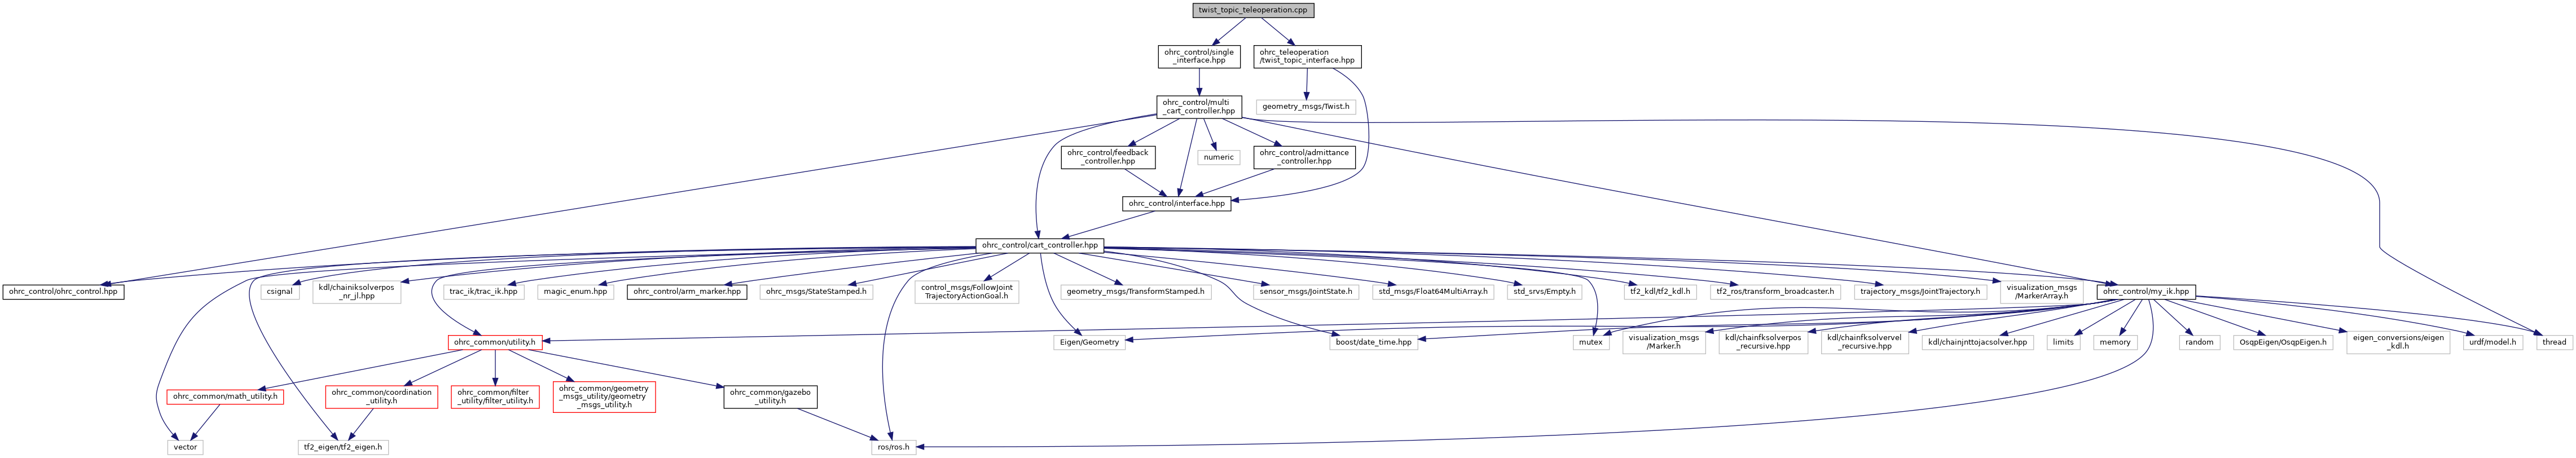 twist_topic_teleoperation.cpp
ohrc_control/single
_interface.hpp
ohrc_teleoperation
/twist_topic_interface.hpp
ohrc_control/multi
_cart_controller.hpp
geometry_msgs/Twist.h
ohrc_control/feedback
_controller.hpp
numeric
ohrc_control/admittance
_controller.hpp
ohrc_control/interface.hpp
ohrc_control/cart_controller.hpp
ohrc_control/ohrc_control.hpp
csignal
kdl/chainiksolverpos
_nr_jl.hpp
trac_ik/trac_ik.hpp
magic_enum.hpp
ohrc_control/arm_marker.hpp
ohrc_msgs/StateStamped.h
control_msgs/FollowJoint
TrajectoryActionGoal.h
geometry_msgs/TransformStamped.h
sensor_msgs/JointState.h
std_msgs/Float64MultiArray.h
std_srvs/Empty.h
tf2_kdl/tf2_kdl.h
tf2_ros/transform_broadcaster.h
trajectory_msgs/JointTrajectory.h
visualization_msgs
/MarkerArray.h
ohrc_control/my_ik.hpp
ohrc_common/utility.h
Eigen/Geometry
boost/date_time.hpp
mutex
visualization_msgs
/Marker.h
kdl/chainfksolverpos
_recursive.hpp
kdl/chainfksolvervel
_recursive.hpp
kdl/chainjnttojacsolver.hpp
limits
memory
random
OsqpEigen/OsqpEigen.h
eigen_conversions/eigen
_kdl.h
urdf/model.h
thread
ohrc_common/math_utility.h
ohrc_common/coordination
_utility.h
ohrc_common/filter
_utility/filter_utility.h
ohrc_common/geometry
_msgs_utility/geometry
_msgs_utility.h
ohrc_common/gazebo
_utility.h
vector
tf2_eigen/tf2_eigen.h
ros/ros.h